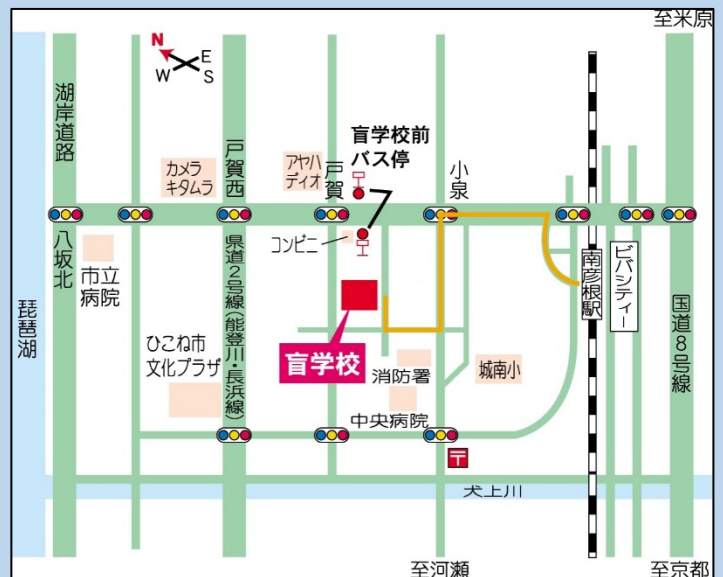 至米原
N
E
W
S
湖岸道路
カメラ
キタムラ
戸賀西
アヤハ
ディオ
戸賀
盲学校前
バス停
小泉
八坂北
市立
病院
県道2号線(能登川・長浜線)
コンビニ
南彦根駅
ビバシティー
国道8号線
琵琶湖
ひこね市
文化プラザ
盲学校
消防署
城南小
中央病院
〒
犬上川
至河瀬
至京都